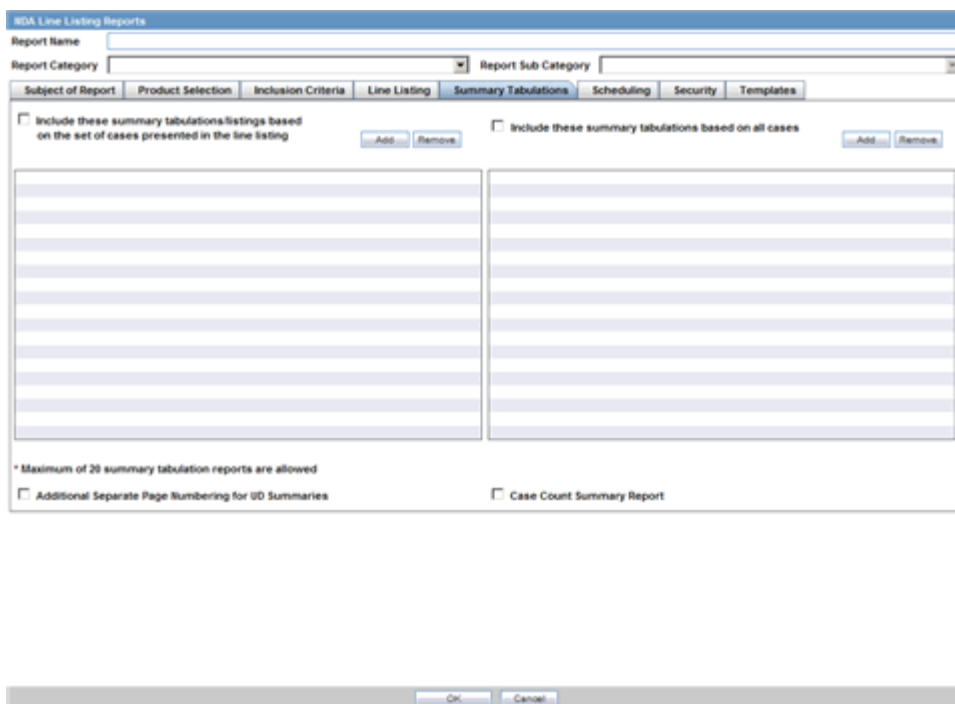 NDA Line Listing Reports
Report Name
Report Category Report Sub Category
Subject of Report Product Selection Inclusion Criteria Line Listing Summary Tabulations Scheduling Security Templates
Include these summary tabulations/listings based
on the set of cases presented in the line listing
Add Remove
Include these summary tabulations based on all cases
Add Remove
* Maximum of 20 summary tabulation reports are allowed
Additional Separate Page Numbering for UD Summaries
Case Count Summary Report
OK Cancel